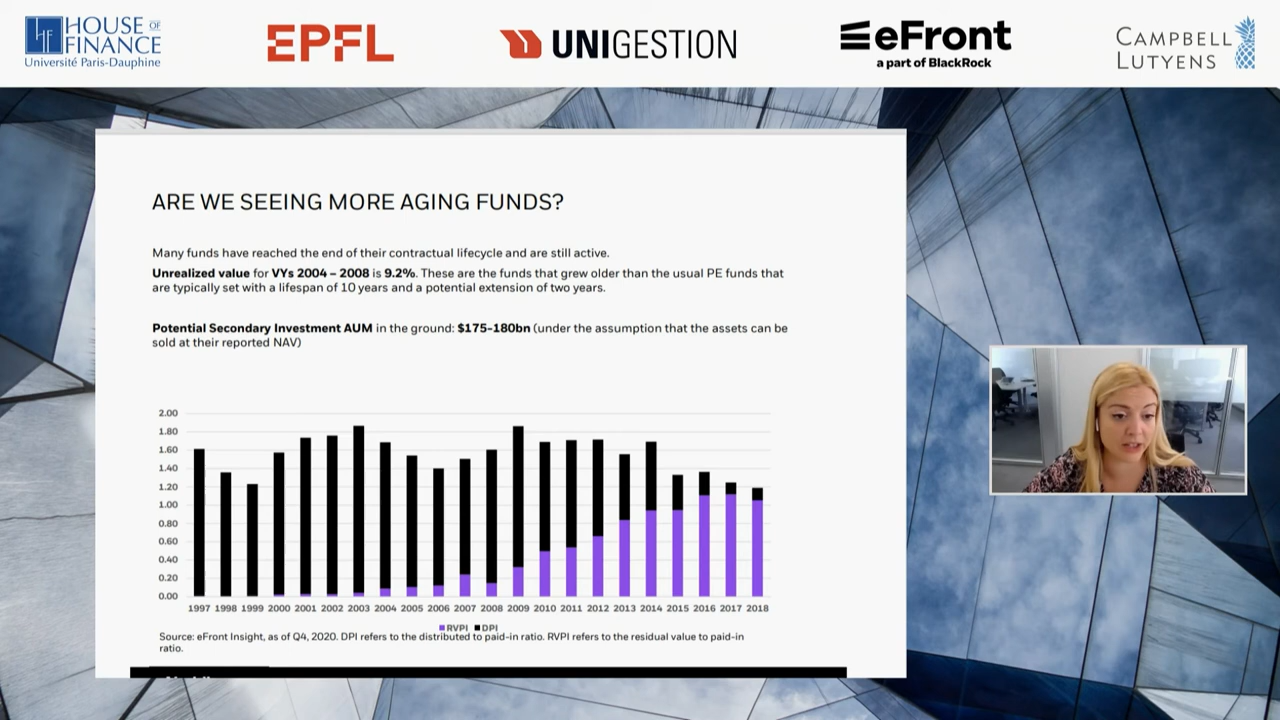 HOUSE OF
FINANCE
Université Paris-Dauphine
EPFL
UNIGESTION
eFront
a part of BlackRock
CAMPBELL
LUTYENS
ARE WE SEEING MORE AGING FUNDS?
Many funds have reached the end of their contractual lifecycle and are still active.
Unrealized value for VYs 2004 – 2008 is 9.2%. These are the funds that grew older than the usual PE funds that
are typically set with a lifespan of 10 years and a potential extension of two years.
Potential Secondary Investment AUM in the ground: $175-180bn (under the assumption that the assets can be
sold at their reported NAV)
2.00
1.80
1.60
1.40
1.20
1.00
0.80
0.60
0.40
0.20
0.00
1997 1998 1999 2000 2001 2002 2003 2004 2005 2006 2007 2008 2009 2010 2011 2012 2013 2014 2015 2016 2017 2018
RVPI DPI
Source: eFront Insight, as of Q4, 2020. DPI refers to the distributed to paid-in ratio. RVPI refers to the residual value to paid-in
ratio.